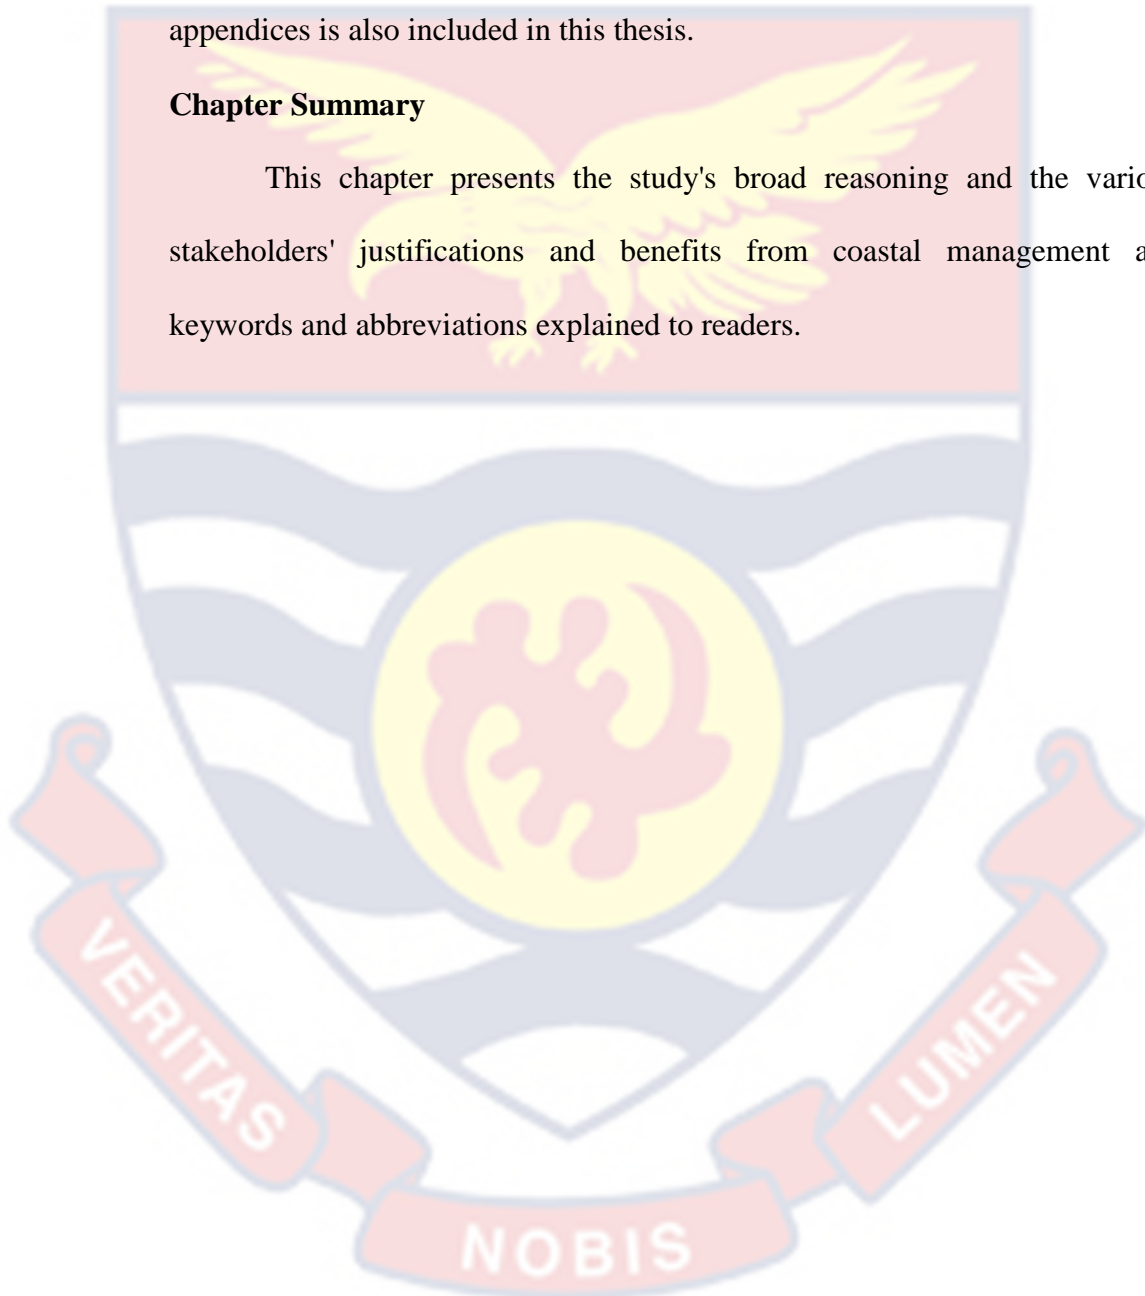 appendices is also included in this thesis.
Chapter Summary
This chapter presents the study's broad reasoning and the
stakeholders' justifications and benefits from coastal management
keywords and abbreviations explained to readers.
VERITAS
NOBIS
LUMEN